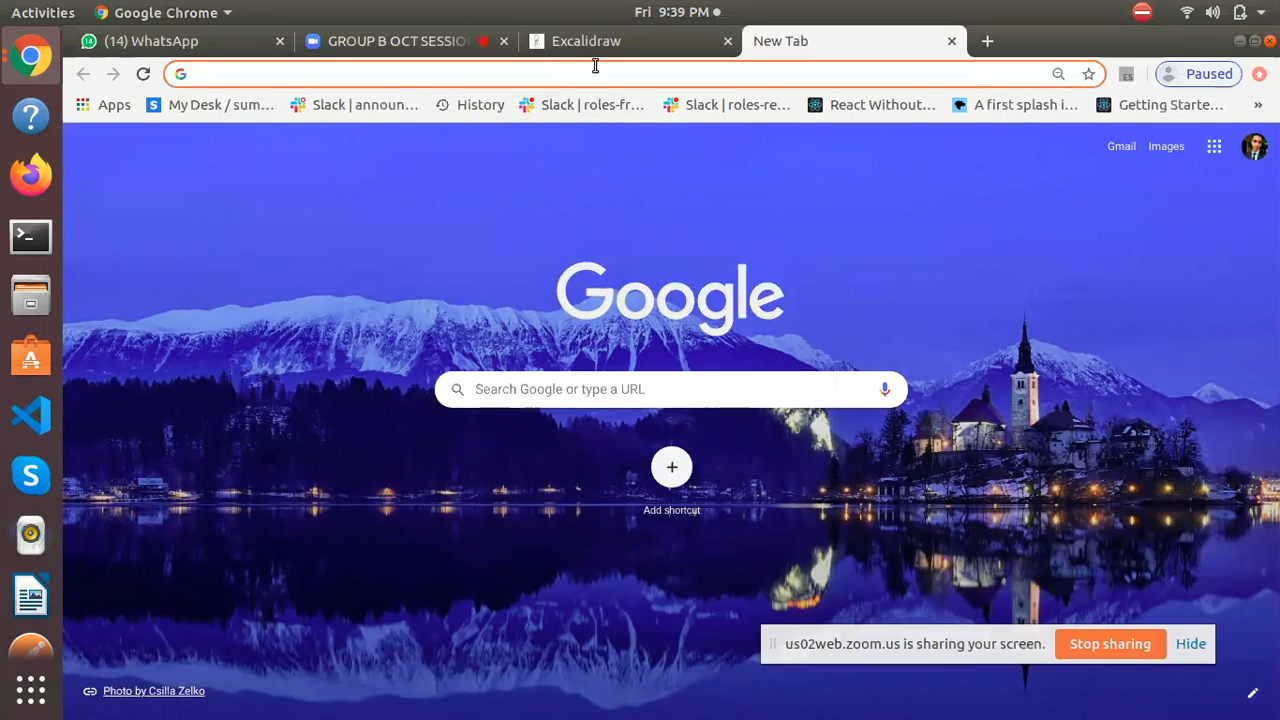 Activities Google Chrome Fri 9:39 PM
(14) WhatsApp GROUP B OCT SESSION Excalidraw New Tab
ES Paused
Apps My Desk / sum... Slack | announ... History Slack | roles-fr... Slack | roles-re... React Without... A first splash i... Getting Starte... »
Gmail Images
Google
Search Google or type a URL
Add shortcut
us02web.zoom.us is sharing your screen. Stop sharing Hide
Photo by Csilla Zelko